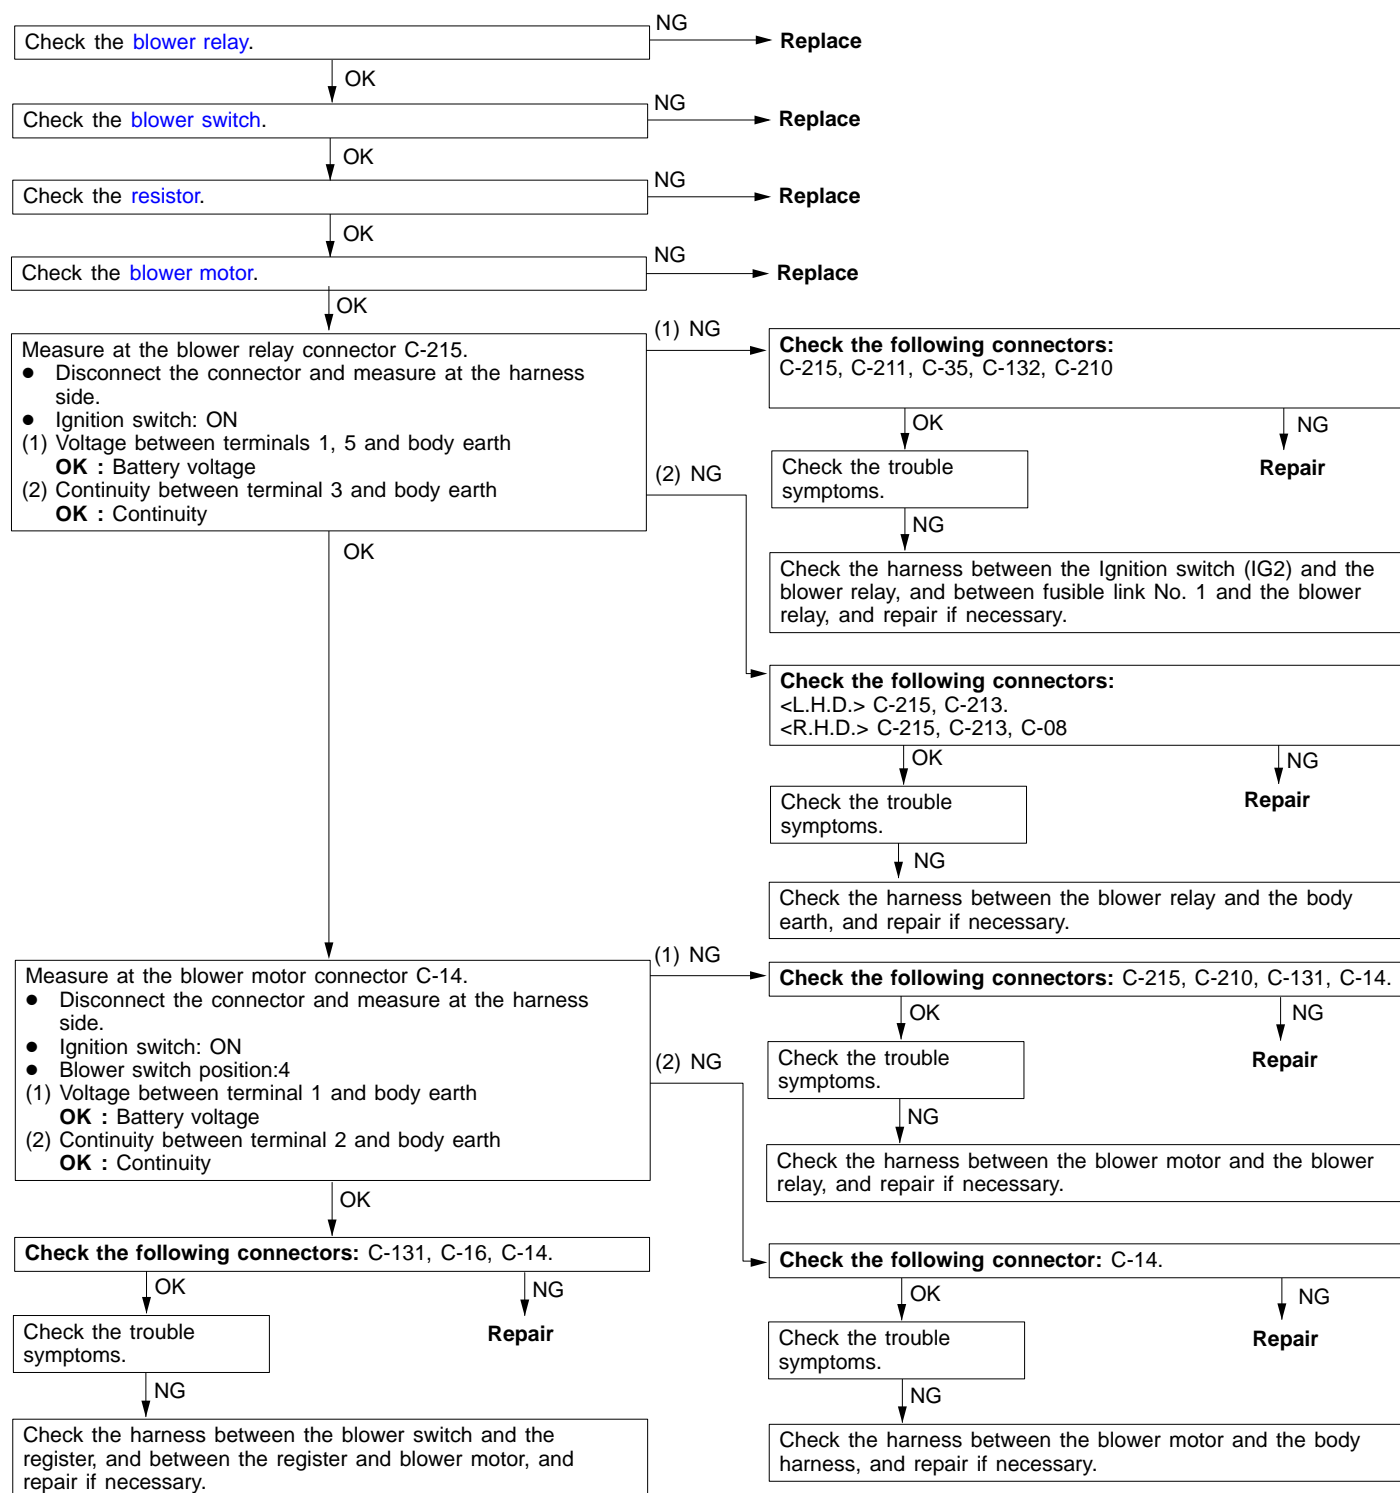 Check the blower relay.
NG
Replace
OK
Check the blower switch.
NG
Replace
OK
Check the resistor.
NG
Replace
OK
Check the blower motor.
NG
Replace
OK
Measure at the blower relay connector C-215.
● Disconnect the connector and measure at the harness
side.
● Ignition switch: ON
(1) Voltage between terminals 1, 5 and body earth
OK : Battery voltage
(2) Continuity between terminal 3 and body earth
OK : Continuity
(1) NG
Check the following connectors:
C-215, C-211, C-35, C-132, C-210
OK
NG
Check the trouble
symptoms.
Repair
NG
Check the harness between the Ignition switch (IG2) and the
blower relay, and between fusible link No. 1 and the blower
relay, and repair if necessary.
(2) NG
Check the following connectors:
<L.H.D.> C-215, C-213.
<R.H.D.> C-215, C-213, C-08
OK
NG
Check the trouble
symptoms.
Repair
NG
Check the harness between the blower relay and the body
earth, and repair if necessary.
OK
Measure at the blower motor connector C-14.
● Disconnect the connector and measure at the harness
side.
● Ignition switch: ON
● Blower switch position:4
(1) Voltage between terminal 1 and body earth
OK : Battery voltage
(2) Continuity between terminal 2 and body earth
OK : Continuity
(1) NG
Check the following connectors: C-215, C-210, C-131, C-14.
OK
NG
Check the trouble
symptoms.
Repair
NG
Check the harness between the blower motor and the blower
relay, and repair if necessary.
(2) NG
Check the following connector: C-14.
OK
NG
Check the trouble
symptoms.
Repair
NG
Check the harness between the blower motor and the body
harness, and repair if necessary.
OK
Check the following connectors: C-131, C-16, C-14.
OK
NG
Check the trouble
symptoms.
Repair
NG
Check the harness between the blower switch and the
register, and between the register and blower motor, and
repair if necessary.